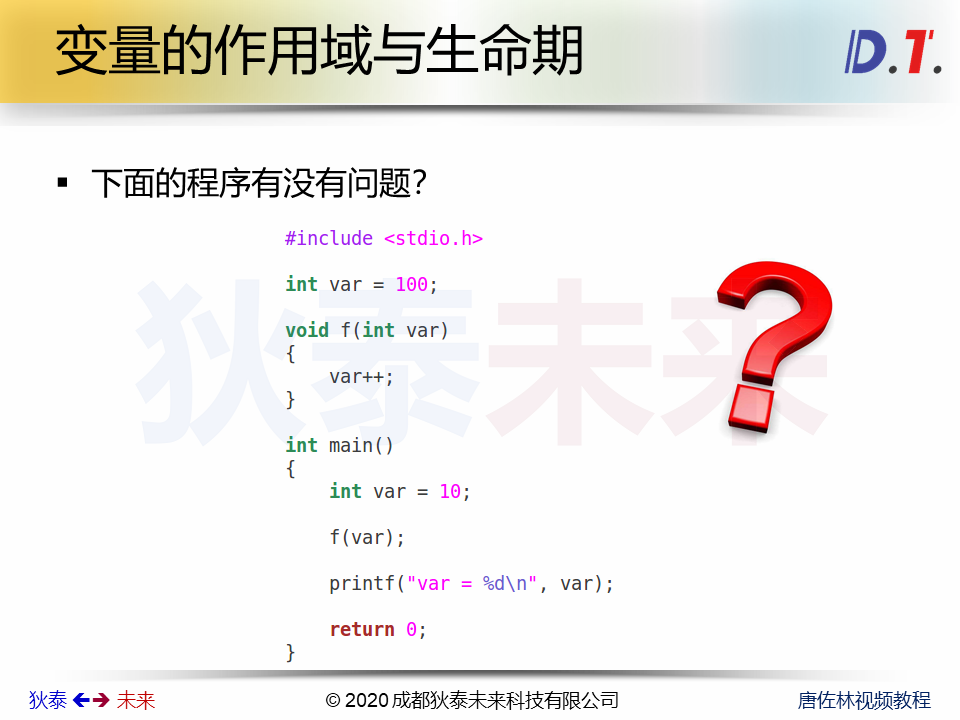 变量的作用域与生命期
D.T.
▪ 下面的程序有没有问题?
#include <stdio.h>
int var = 100;
void f(int var)
{
    var++;
}
int main()
{
    int var = 10;
    f(var);
    printf("var = %d\n", var);
    return 0;
}
狄泰未来
狄泰 未来
© 2020 成都狄泰未来科技有限公司
唐佐林视频教程